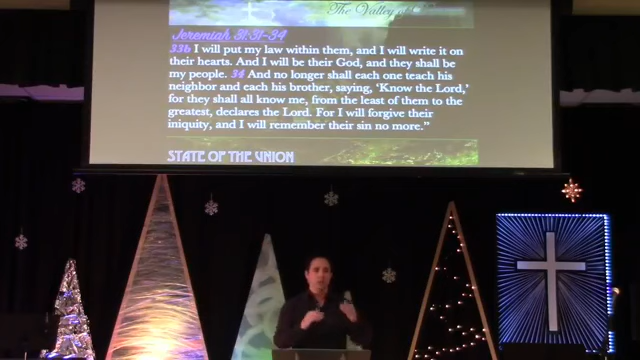 The Valley of
Jeremiah 31:31-34
33b I will put my law within them, and I will write it on
their hearts. And I will be their God, and they shall be
my people. 34 And no longer shall each one teach his
neighbor and each his brother, saying, ‘Know the Lord,’
for they shall all know me, from the least of them to the
greatest, declares the Lord. For I will forgive their
iniquity, and I will remember their sin no more.”
STATE OF THE UNION